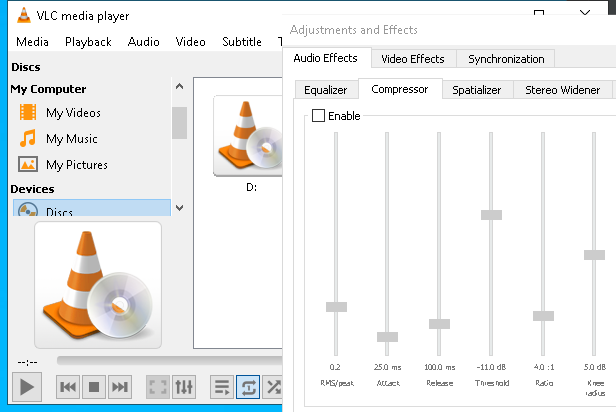 VLC media player
Media Playback Audio Video Subtitle
Discs
My Computer
My Videos
My Music
My Pictures
Devices
Discs
D:
--:--
Adjustments and Effects
Audio Effects Video Effects Synchronization
Equalizer Compressor Spatializer Stereo Widener
Enable
0.2 25.0 ms 100.0 ms -11.0 dB 4.0 :1 5.0 dB
RMS/peak Attack Release Threshold Ratio Knee
radius